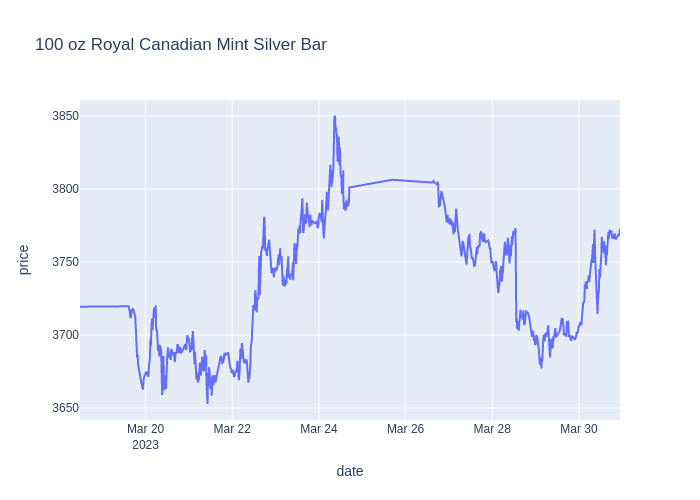 100 oz Royal Canadian Mint Silver Bar
price
3850
3800
3750
3700
3650
Mar 20
2023
Mar 22
Mar 24
Mar 26
Mar 28
Mar 30
date